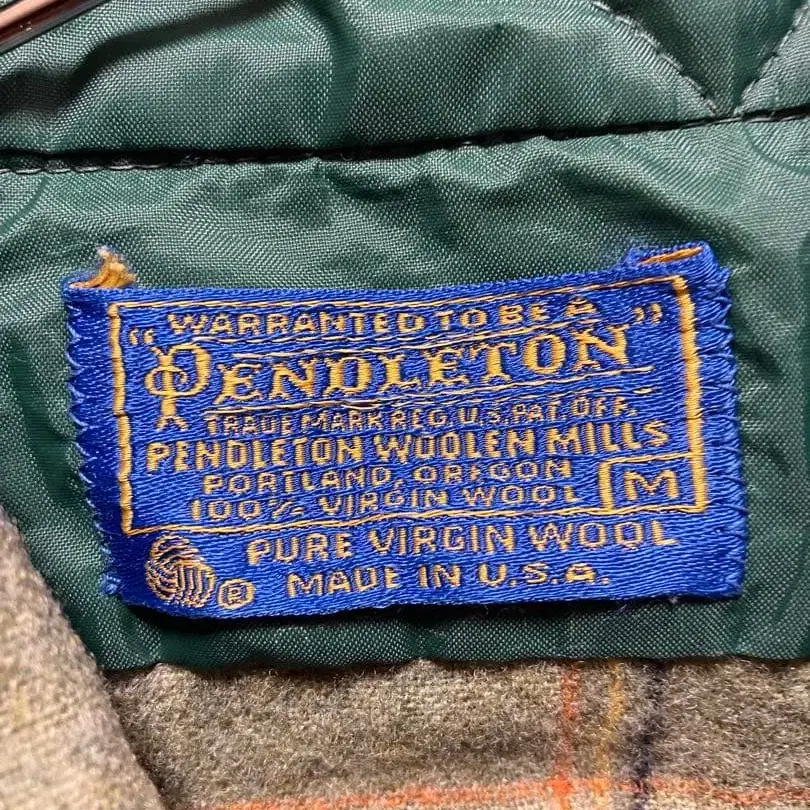 WARRANTED TO BE A
"PENDLETON"
TRADE MARK REG. U.S. PAT. OFF.
PENDLETON WOOLEN MILLS
PORTLAND, OREGON
100% VIRGIN WOOL M
PURE VIRGIN WOOL
® MADE IN U.S.A.